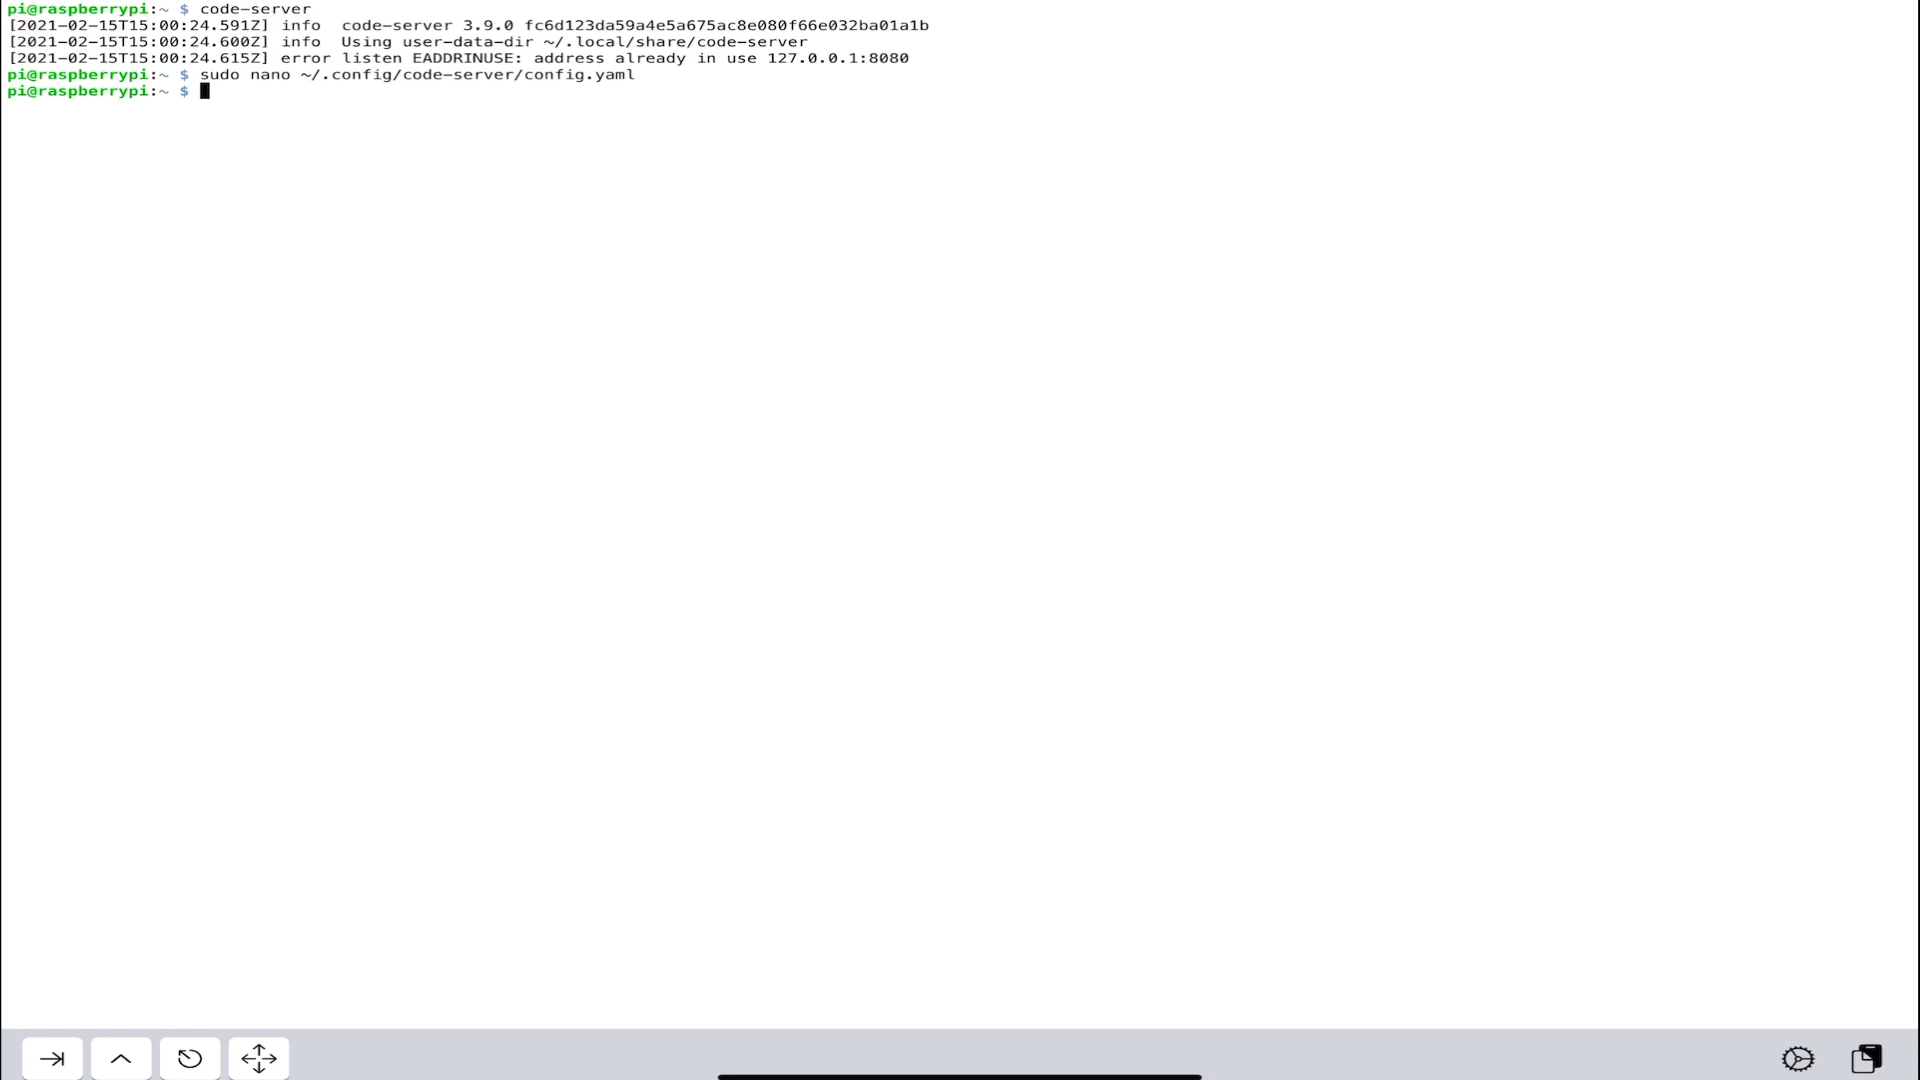 pi@raspberrypi:~ $ code-server
[2021-02-15T15:00:24.591Z] info  code-server 3.9.0 fc6d123da59a4e5a675ac8e080f66e032ba01a1b
[2021-02-15T15:00:24.600Z] info  Using user-data-dir ~/.local/share/code-server
[2021-02-15T15:00:24.615Z] error listen EADDRINUSE: address already in use 127.0.0.1:8080
pi@raspberrypi:~ $ sudo nano ~/.config/code-server/config.yaml
pi@raspberrypi:~ $